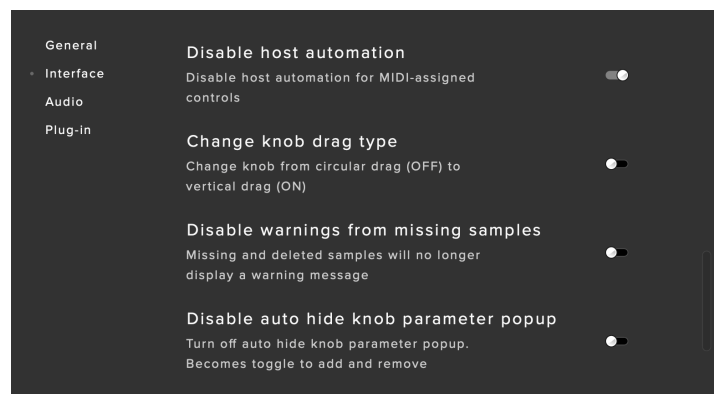 General
Interface
Audio
Plug-in
Disable host automation
Disable host automation for MIDI-assigned
controls
Change knob drag type
Change knob from circular drag (OFF) to
vertical drag (ON)
Disable warnings from missing samples
Missing and deleted samples will no longer
display a warning message
Disable auto hide knob parameter popup
Turn off auto hide knob parameter popup.
Becomes toggle to add and remove